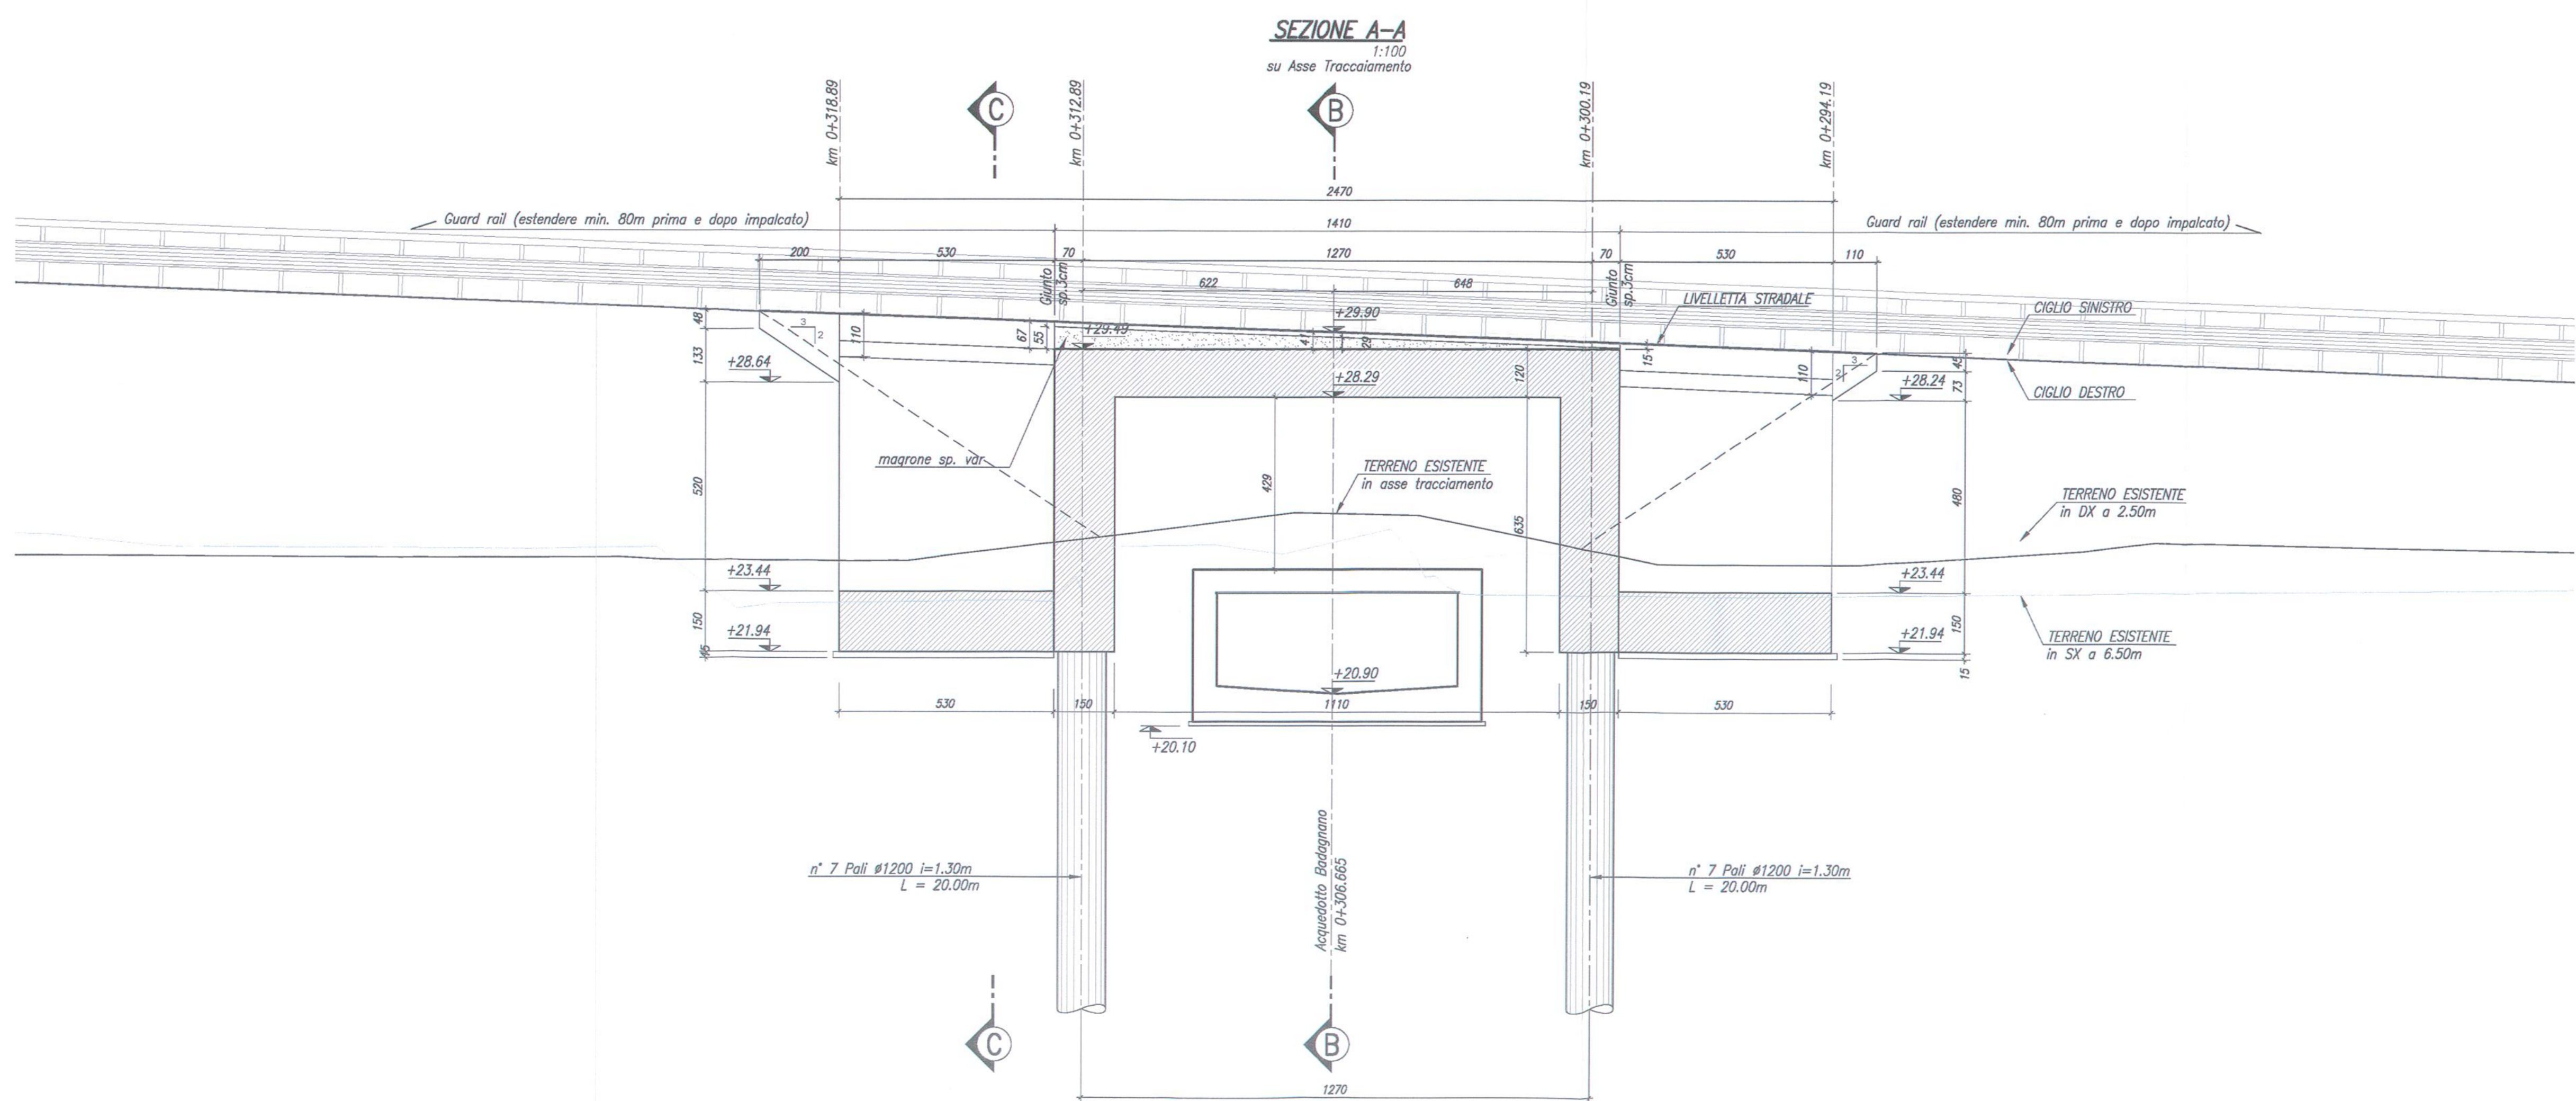 SEZIONE A-A
1:100
su Asse Traccaiamento
km 0+318.89
C
km 0+312.89
B
km 0+300.19
km 0+294.19
2470
Guard rail (estendere min. 80m prima e dopo impalcato)
1410
Guard rail (estendere min. 80m prima e dopo impalcato)
200
530
70
1270
70
530
110
Giunto
sp.3cm
622
648
Giunto
sp.3cm
LIVELLETTA STRADALE
CIGLIO SINISTRO
48
3
2
110
67
55
+29.49
+29.90
41
29
15
133
+28.64
+28.29
120
110
3
2
+28.24
45
73
CIGLIO DESTRO
magrone sp. var
TERRENO ESISTENTE
in asse tracciamento
520
429
635
480
TERRENO ESISTENTE
in DX a 2.50m
+23.44
+23.44
150
+21.94
+21.94
150
15
TERRENO ESISTENTE
in SX a 6.50m
+20.90
530
150
1110
150
530
+20.10
n° 7 Pali ø1200 i=1.30m
L = 20.00m
Acquedotto Badagnano
km 0+306.665
n° 7 Pali ø1200 i=1.30m
L = 20.00m
C
B
1270